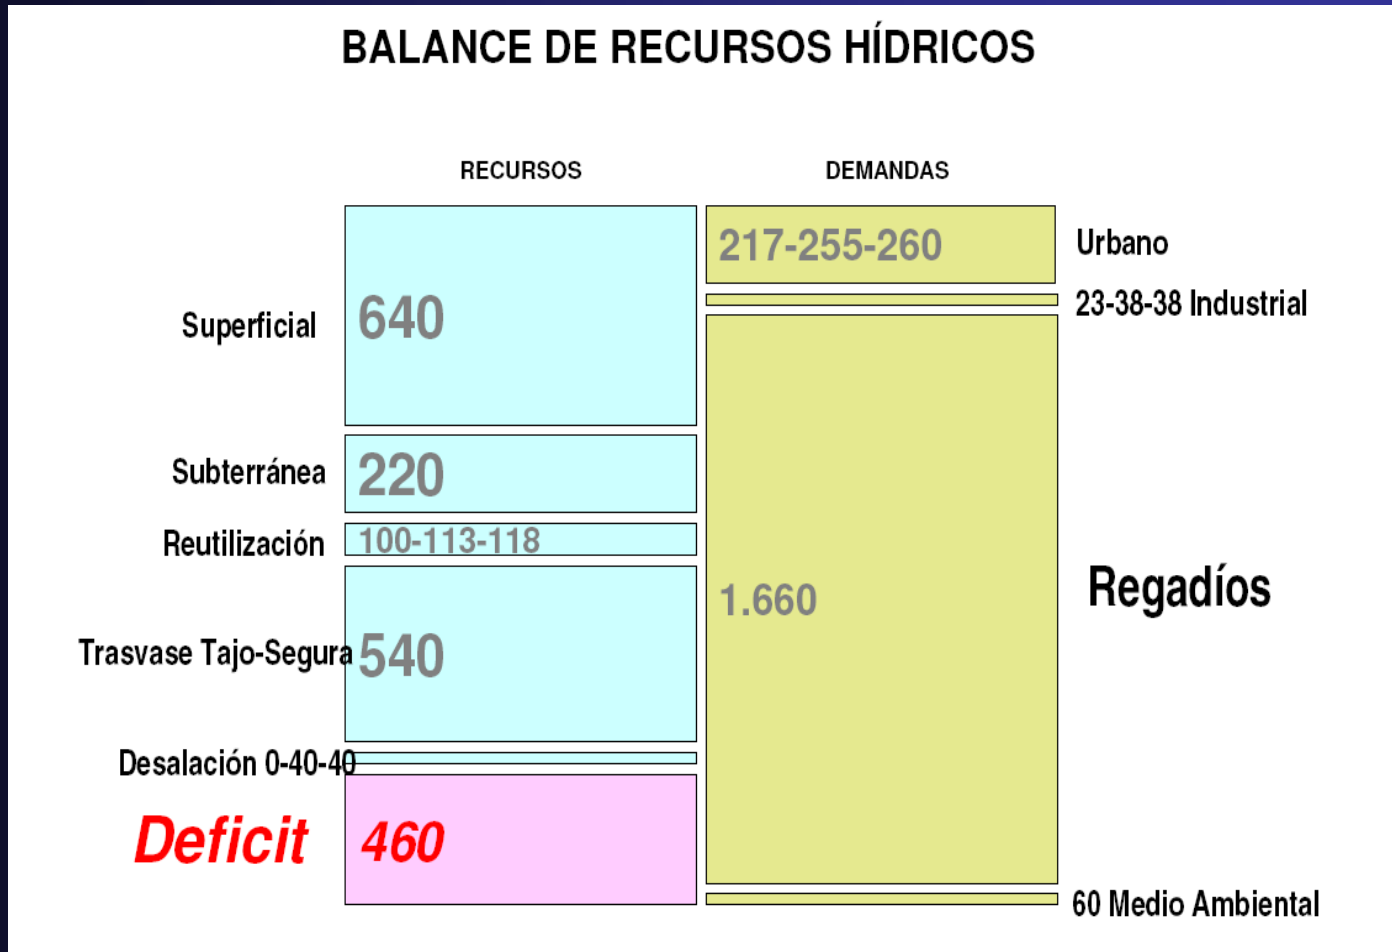 BALANCE DE RECURSOS HÍDRICOS
RECURSOS
DEMANDAS
Superficial
640
Subterránea
220
Reutilización
100-113-118
Trasvase Tajo-Segura
540
Desalación 0-40-40
Deficit
460
217-255-260
Urbano
23-38-38 Industrial
1.660
Regadíos
60 Medio Ambiental